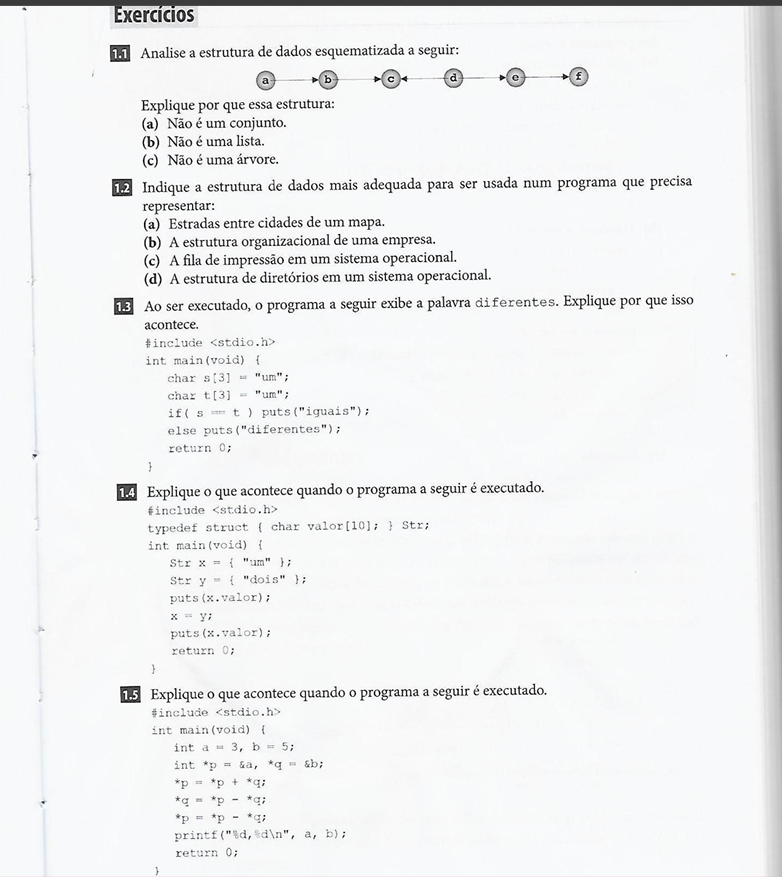 Exercícios
1.1 Analise a estrutura de dados esquematizada a seguir:
a b c d e f
Explique por que essa estrutura:
(a) Não é um conjunto.
(b) Não é uma lista.
(c) Não é uma árvore.
1.2 Indique a estrutura de dados mais adequada para ser usada num programa que precisa
representar:
(a) Estradas entre cidades de um mapa.
(b) A estrutura organizacional de uma empresa.
(c) A fila de impressão em um sistema operacional.
(d) A estrutura de diretórios em um sistema operacional.
1.3 Ao ser executado, o programa a seguir exibe a palavra diferentes. Explique por que isso
acontece.
#include <stdio.h>
int main(void) {
char s[3] = "um";
char t[3] = "um";
if( s == t ) puts("iguais");
else puts("diferentes");
return 0;
}
1.4 Explique o que acontece quando o programa a seguir é executado.
#include <stdio.h>
typedef struct { char valor[10]; } Str;
int main(void) {
Str x = { "um" };
Str y = { "dois" };
puts(x.valor);
x = y;
puts(x.valor);
return 0;
}
1.5 Explique o que acontece quando o programa a seguir é executado.
#include <stdio.h>
int main(void) {
int a = 3, b = 5;
int *p = &a, *q = &b;
*p = *p + *q;
*q = *p - *q;
*p = *p - *q;
printf("%d,%d\n", a, b);
return 0;
}